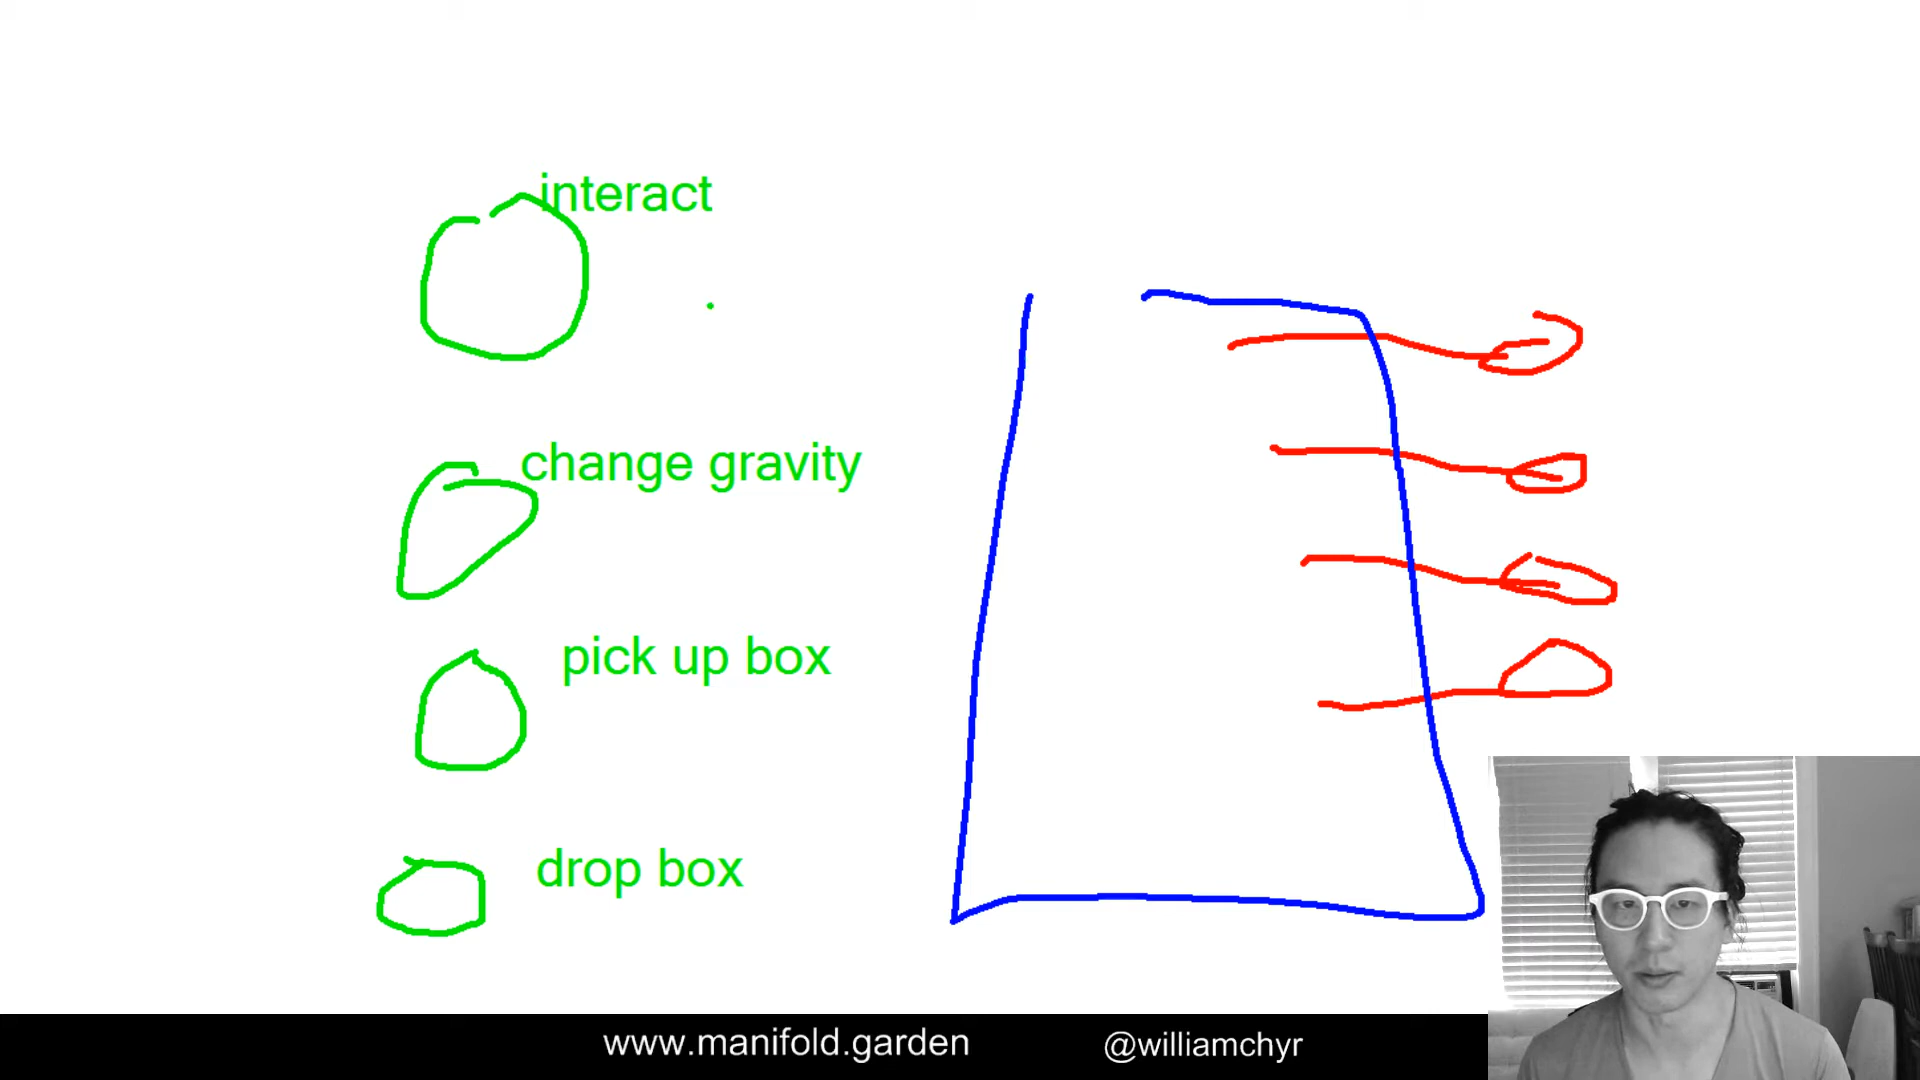 interact
change gravity
pick up box
drop box
www.manifold.garden
@williamchyr